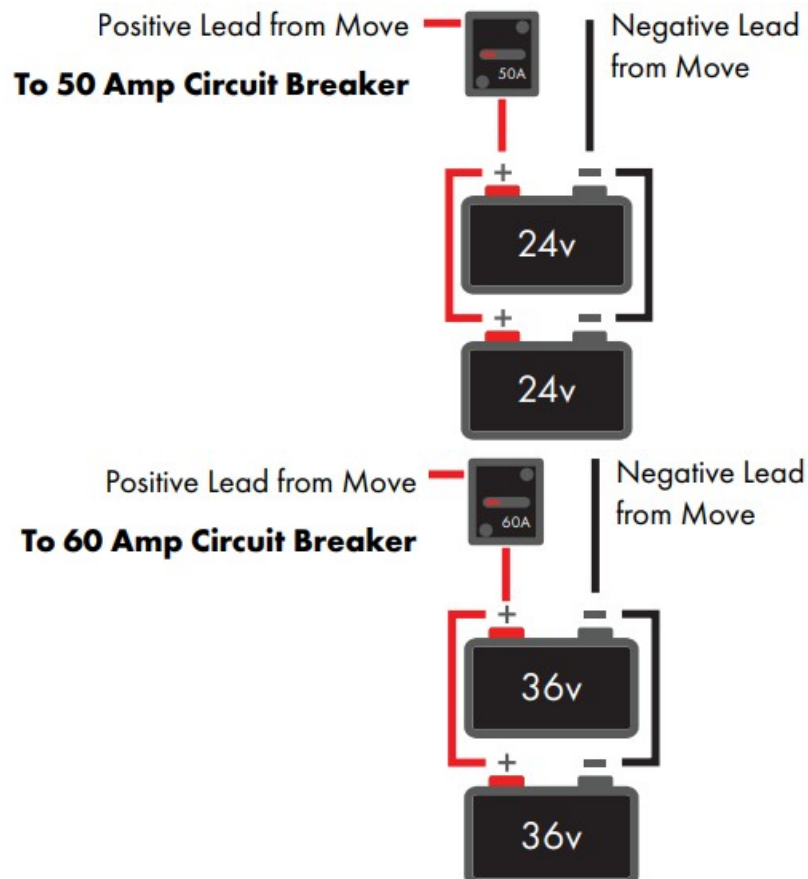 Positive Lead from Move
To 50 Amp Circuit Breaker
50A
Negative Lead
from Move
+ −
24v
+ −
24v
Positive Lead from Move
To 60 Amp Circuit Breaker
60A
Negative Lead
from Move
+ −
36v
+ −
36v